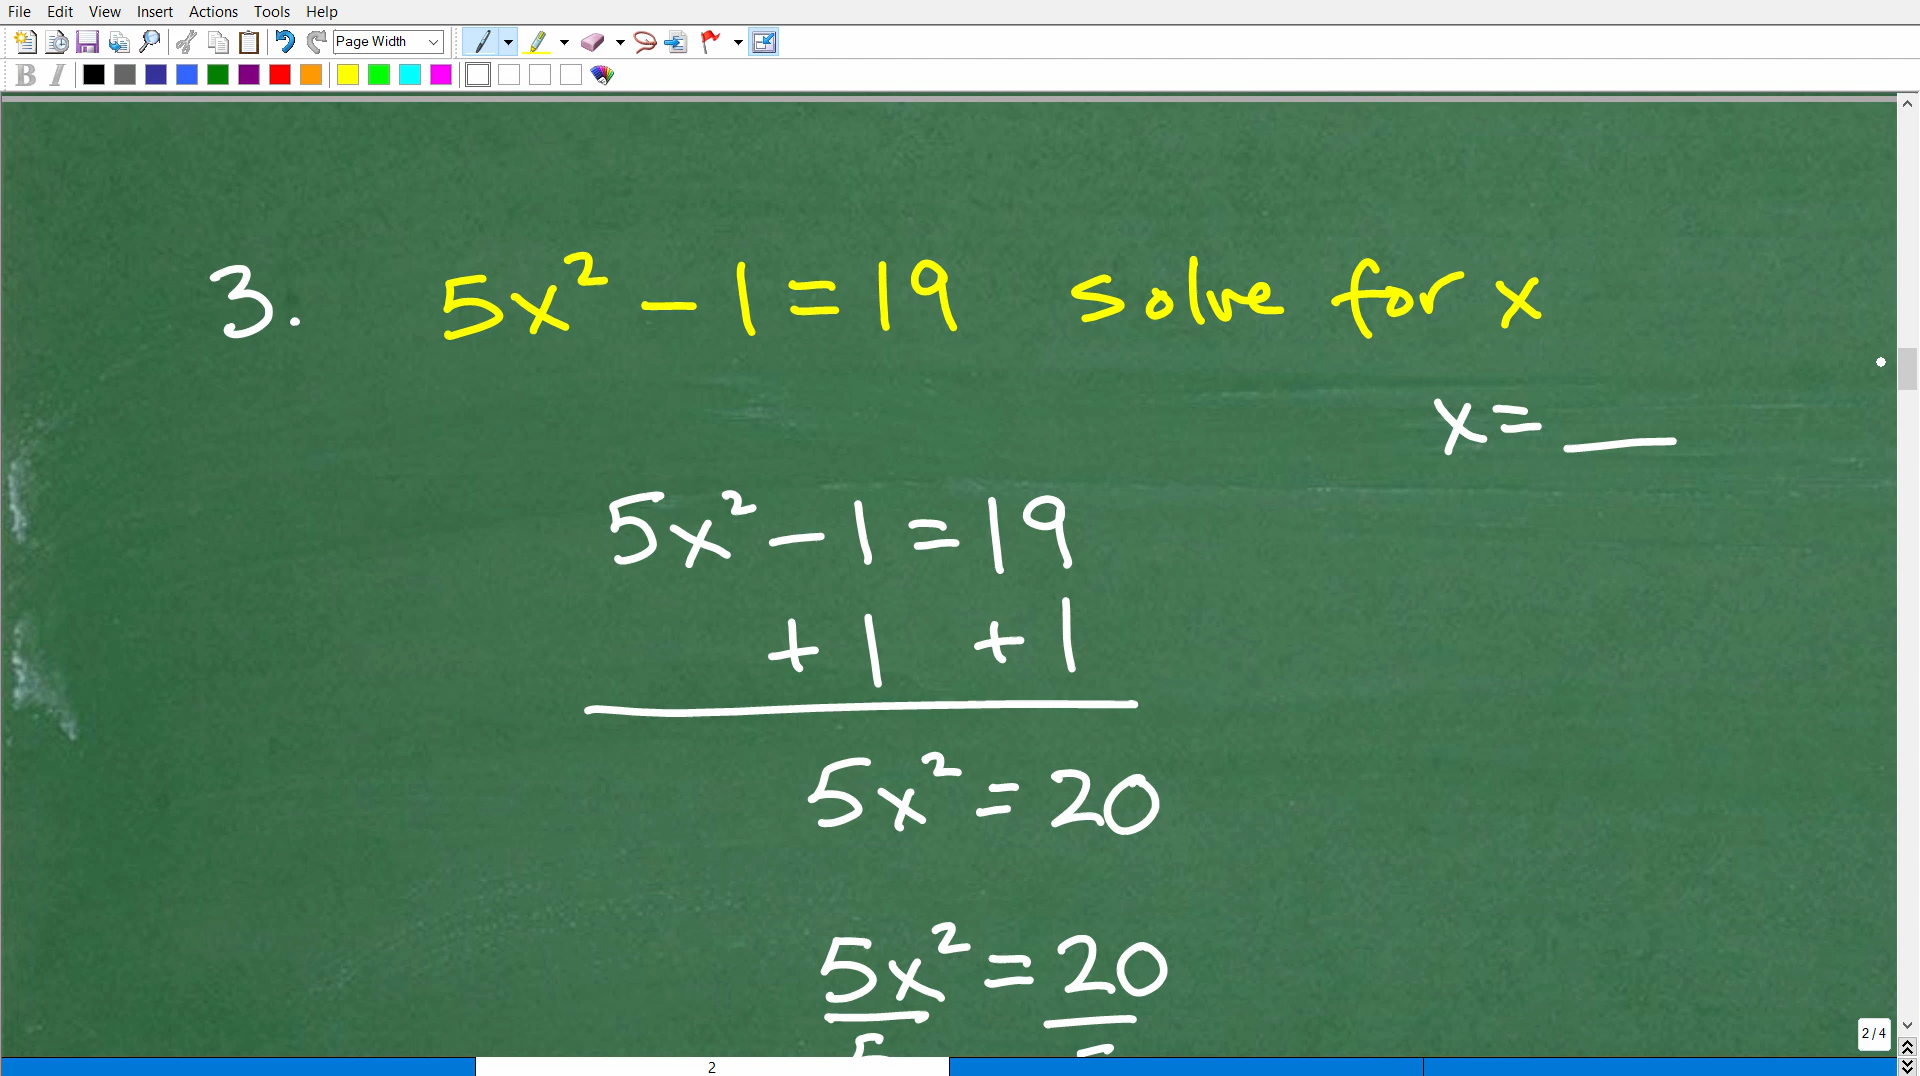 File Edit View Insert Actions Tools Help
Page Width
B I
3. 5x² - 1 = 19 solve for x
x = __
5x² - 1 = 19
+ 1 + 1
5x² = 20
5x² = 20
2 / 4
2